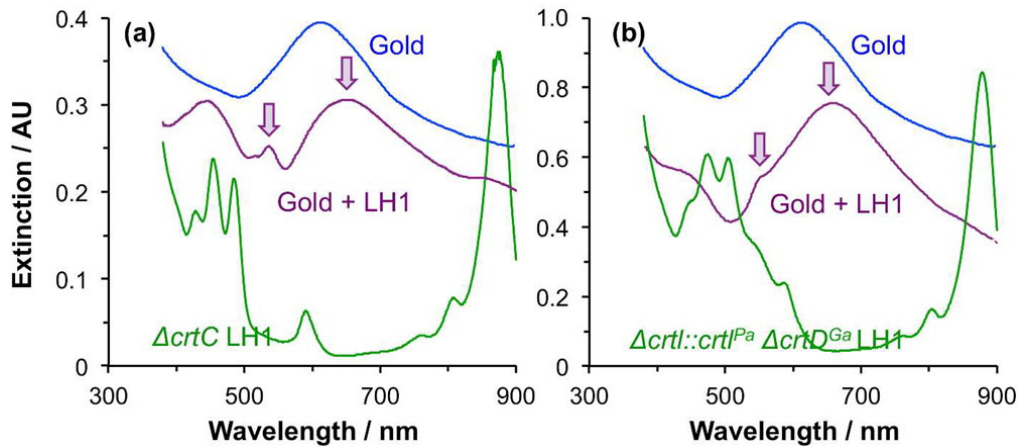 (a)
Gold
Gold + LH1
ΔcrtC LH1
0.4
0.3
0.2
0.1
0
300
500
700
900
Extinction / AU
Wavelength / nm
(b)
Gold
Gold + LH1
ΔcrtI::crtI^Pa ΔcrtD^Ga LH1
1.0
0.8
0.6
0.4
0.2
0.0
300
500
700
900
Wavelength / nm